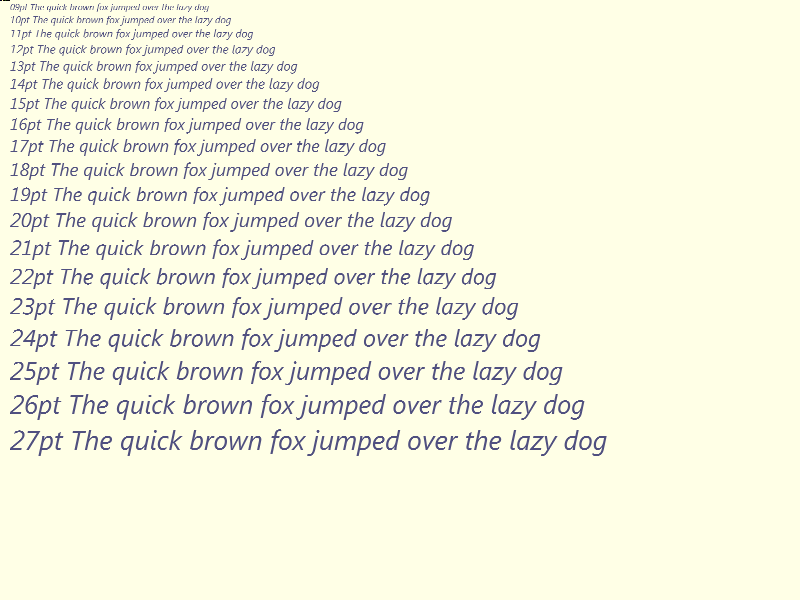 09pt The quick brown fox jumped over the lazy dog
10pt The quick brown fox jumped over the lazy dog
11pt The quick brown fox jumped over the lazy dog
12pt The quick brown fox jumped over the lazy dog
13pt The quick brown fox jumped over the lazy dog
14pt The quick brown fox jumped over the lazy dog
15pt The quick brown fox jumped over the lazy dog
16pt The quick brown fox jumped over the lazy dog
17pt The quick brown fox jumped over the lazy dog
18pt The quick brown fox jumped over the lazy dog
19pt The quick brown fox jumped over the lazy dog
20pt The quick brown fox jumped over the lazy dog
21pt The quick brown fox jumped over the lazy dog
22pt The quick brown fox jumped over the lazy dog
23pt The quick brown fox jumped over the lazy dog
24pt The quick brown fox jumped over the lazy dog
25pt The quick brown fox jumped over the lazy dog
26pt The quick brown fox jumped over the lazy dog
27pt The quick brown fox jumped over the lazy dog